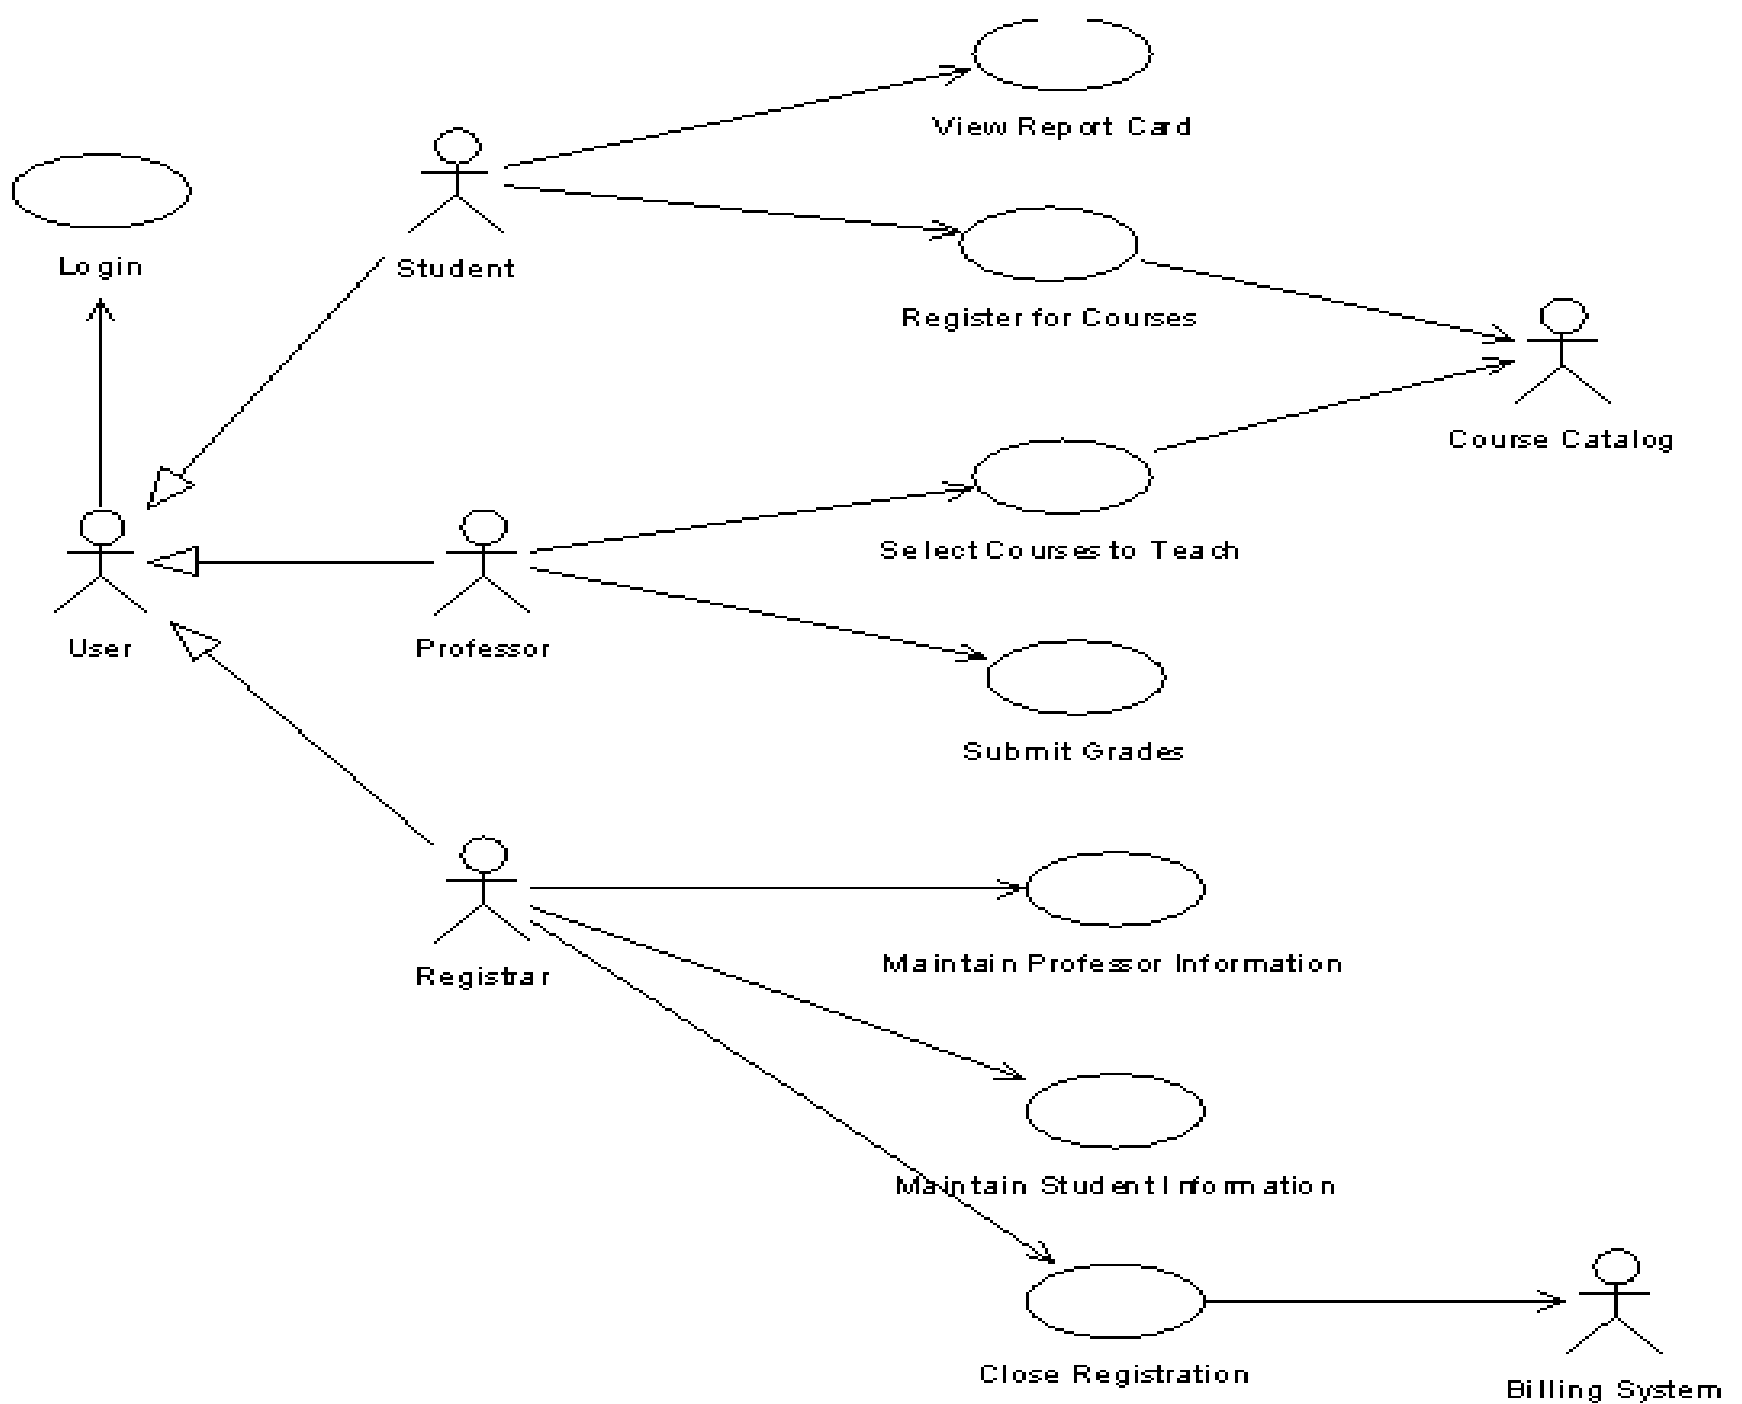 View Report Card
Login
Student
Register for Courses
Course Catalog
Select Courses to Teach
User
Professor
Submit Grades
Maintain Professor Information
Registrar
Maintain Student Information
Close Registration
Billing System